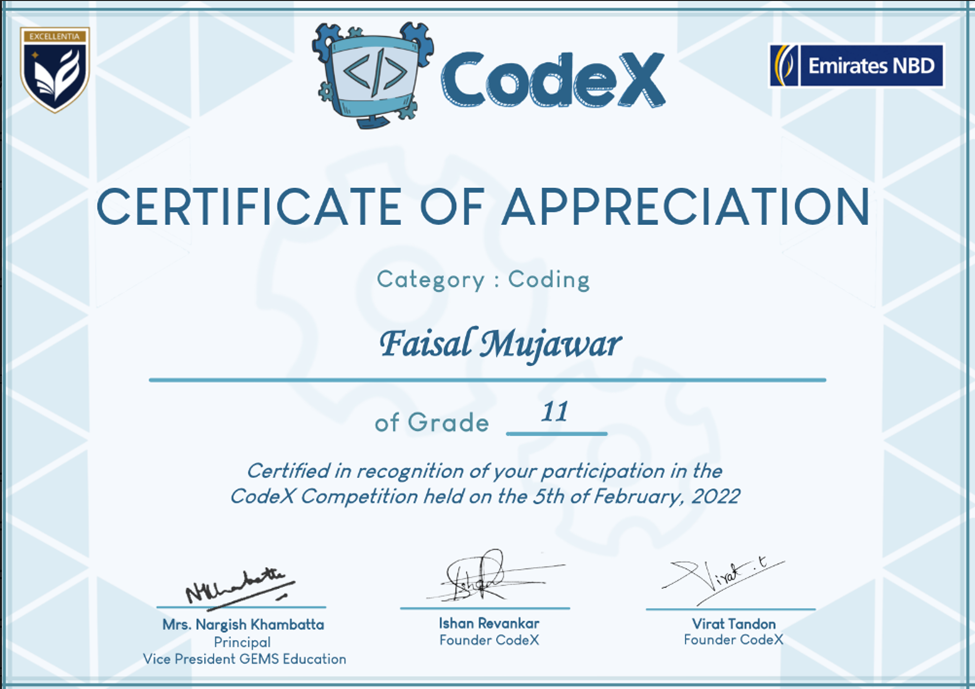 EXCELLENTIA
</>
CodeX
Emirates NBD
CERTIFICATE OF APPRECIATION
Category : Coding
Faisal Mujawar
of Grade 11
Certified in recognition of your participation in the
CodeX Competition held on the 5th of February, 2022
NKhambatta
Virat.t
Mrs. Nargish Khambatta
Principal
Vice President GEMS Education
Ishan Revankar
Founder CodeX
Virat Tandon
Founder CodeX